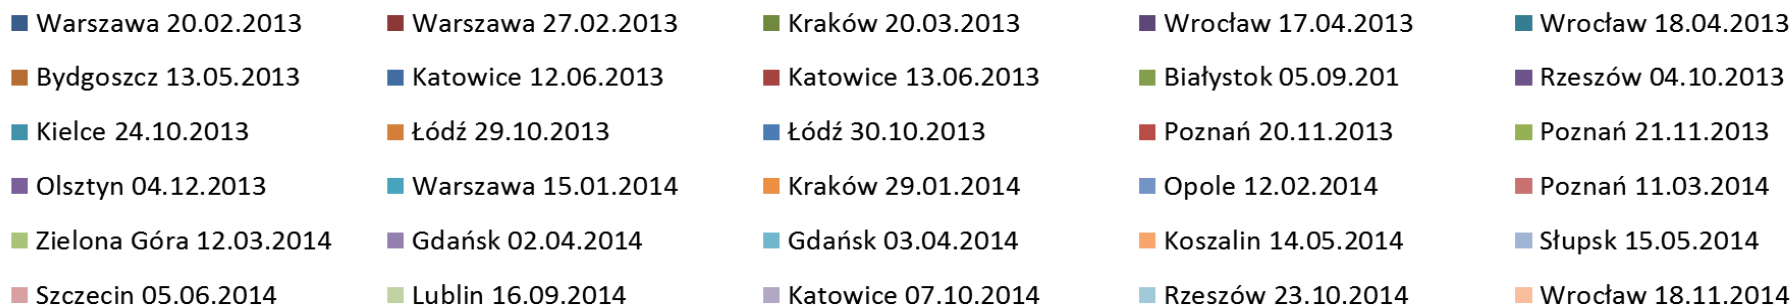 Warszawa 20.02.2013 Warszawa 27.02.2013 Kraków 20.03.2013 Wrocław 17.04.2013 Wrocław 18.04.2013
Bydgoszcz 13.05.2013 Katowice 12.06.2013 Katowice 13.06.2013 Białystok 05.09.201 Rzeszów 04.10.2013
Kielce 24.10.2013 Łódź 29.10.2013 Łódź 30.10.2013 Poznań 20.11.2013 Poznań 21.11.2013
Olsztyn 04.12.2013 Warszawa 15.01.2014 Kraków 29.01.2014 Opole 12.02.2014 Poznań 11.03.2014
Zielona Góra 12.03.2014 Gdańsk 02.04.2014 Gdańsk 03.04.2014 Koszalin 14.05.2014 Słupsk 15.05.2014
Szczecin 05.06.2014 Lublin 16.09.2014 Katowice 07.10.2014 Rzeszów 23.10.2014 Wrocław 18.11.2014